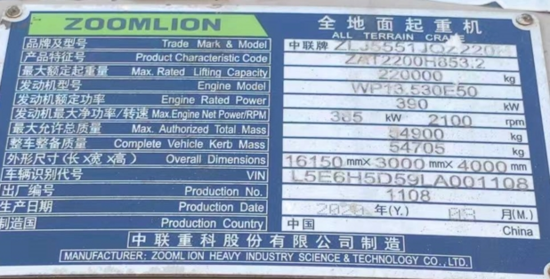 ZOOMLION 全地面起重机
ALL TERRAIN CRANE
品牌及型号 Trade Mark & Model 中联牌
产品特征号 Product Characteristic Code ZAT2200H853.2
最大额定起重量 Max. Rated Lifting Capacity 220000 kg
发动机型号 Engine Model WP13.530E50
发动机额定功率 Engine Rated Power 390 kW
发动机最大净功率/转速 Max.Engine Net Power/RPM 385 kW 2100 rpm
最大允许总质量 Max. Authorized Total Mass 54900 kg
整车整备质量 Complete Vehicle Kerb Mass 54705 kg
外形尺寸(长×宽×高) Overall Dimensions 16150 mm× 3000 mm× 4000 mm
车辆识别代号 VIN L5E6H5D59LA001108
出厂编号 Production No. 1108
生产日期 Production Date 年(Y.) 月(M.)
制造国 Production Country 中国 China
中联重科股份有限公司制造
MANUFACTURER: ZOOMLION HEAVY INDUSTRY SCIENCE & TECHNOLOGY CO.,LTD.